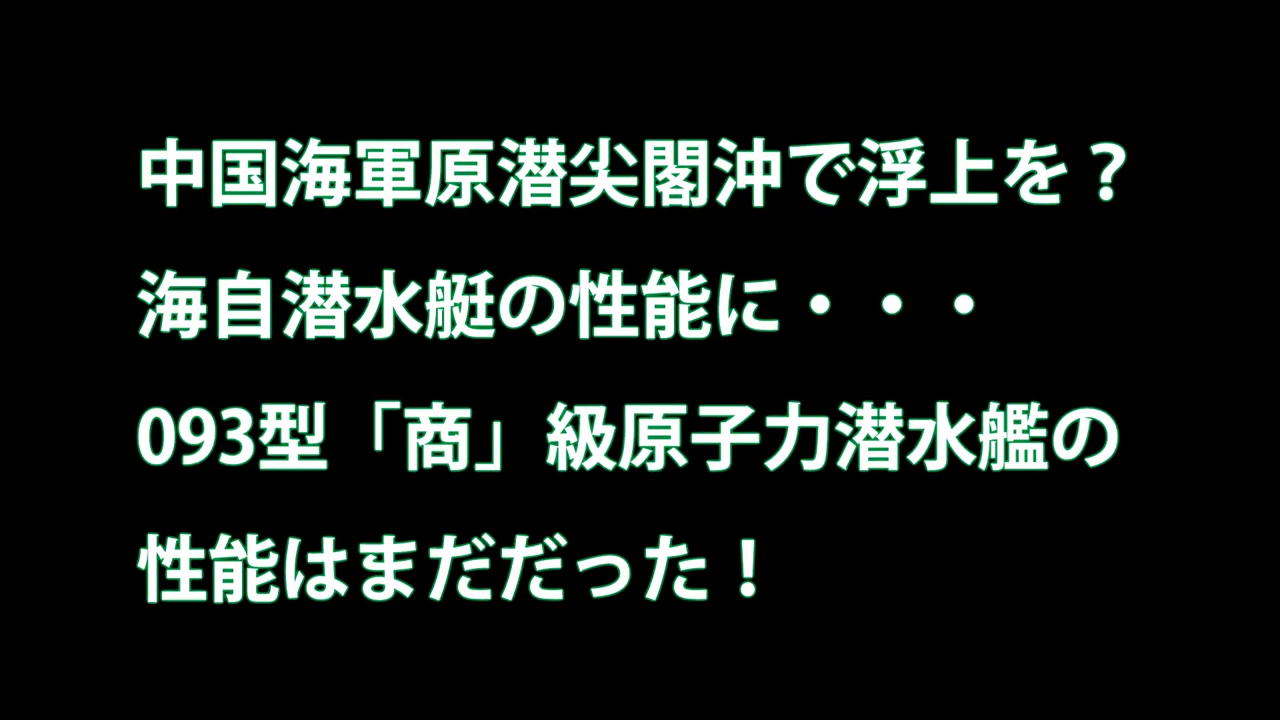 中国海軍原潜尖閣沖で浮上を？
海自潜水艇の性能に・・・
093型「商」級原子力潜水艦の
性能はまだだった！